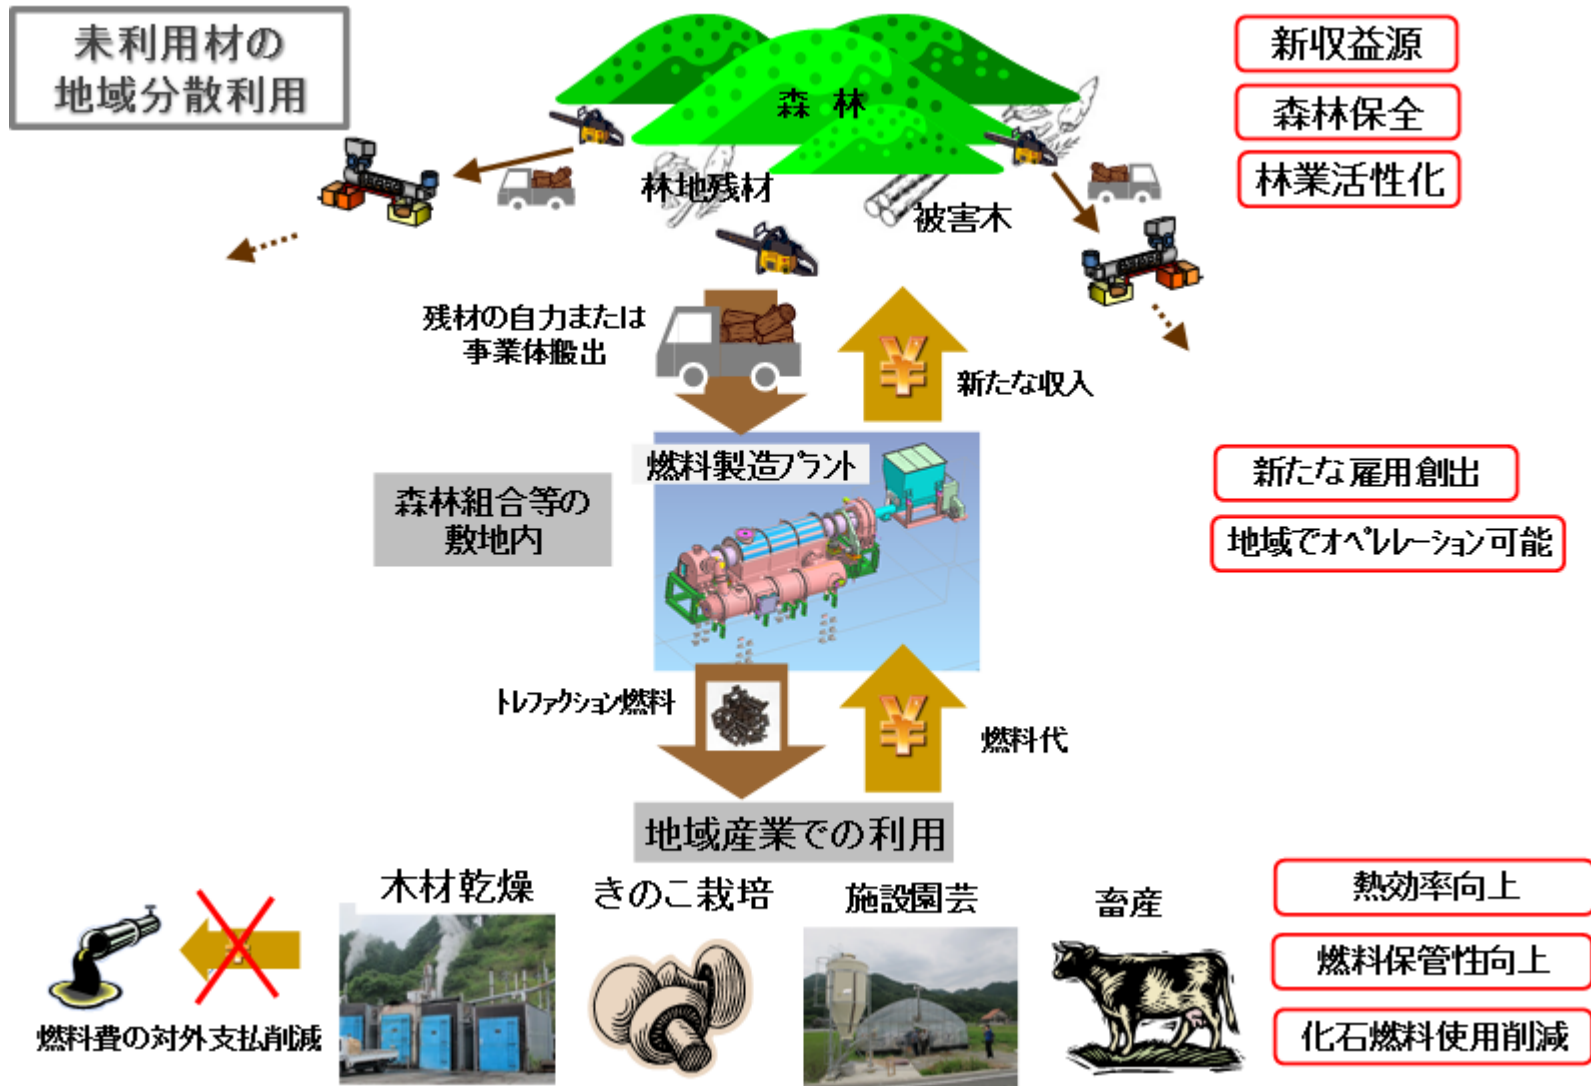 未利用材の
地域分散利用
新収益源
森林保全
林業活性化
森 林
林地残材
被害木
残材の自力または
事業体搬出
新たな収入
燃料製造プラント
森林組合等の
敷地内
新たな雇用創出
地域でオペレレーション可能
トレファクション燃料
燃料代
地域産業での利用
木材乾燥
きのこ栽培
施設園芸
畜産
熱効率向上
燃料保管性向上
化石燃料使用削減
燃料費の対外支払削減